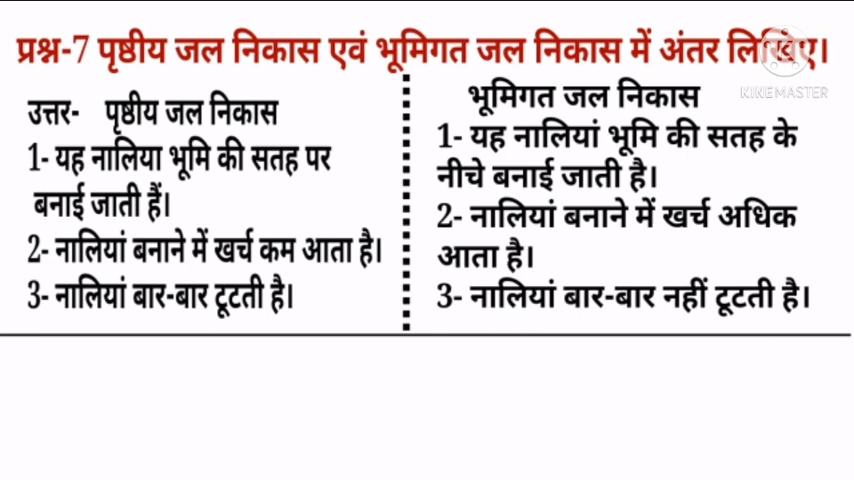 प्रश्न-7 पृष्ठीय जल निकास एवं भूमिगत जल निकास में अंतर लिखिए।
उत्तर- पृष्ठीय जल निकास
1- यह नालिया भूमि की सतह पर
बनाई जाती हैं।
2- नालियां बनाने में खर्च कम आता है।
3- नालियां बार-बार टूटती है।
भूमिगत जल निकास
1- यह नालियां भूमि की सतह के
नीचे बनाई जाती है।
2- नालियां बनाने में खर्च अधिक
आता है।
3- नालियां बार-बार नहीं टूटती है।
KINEMASTER